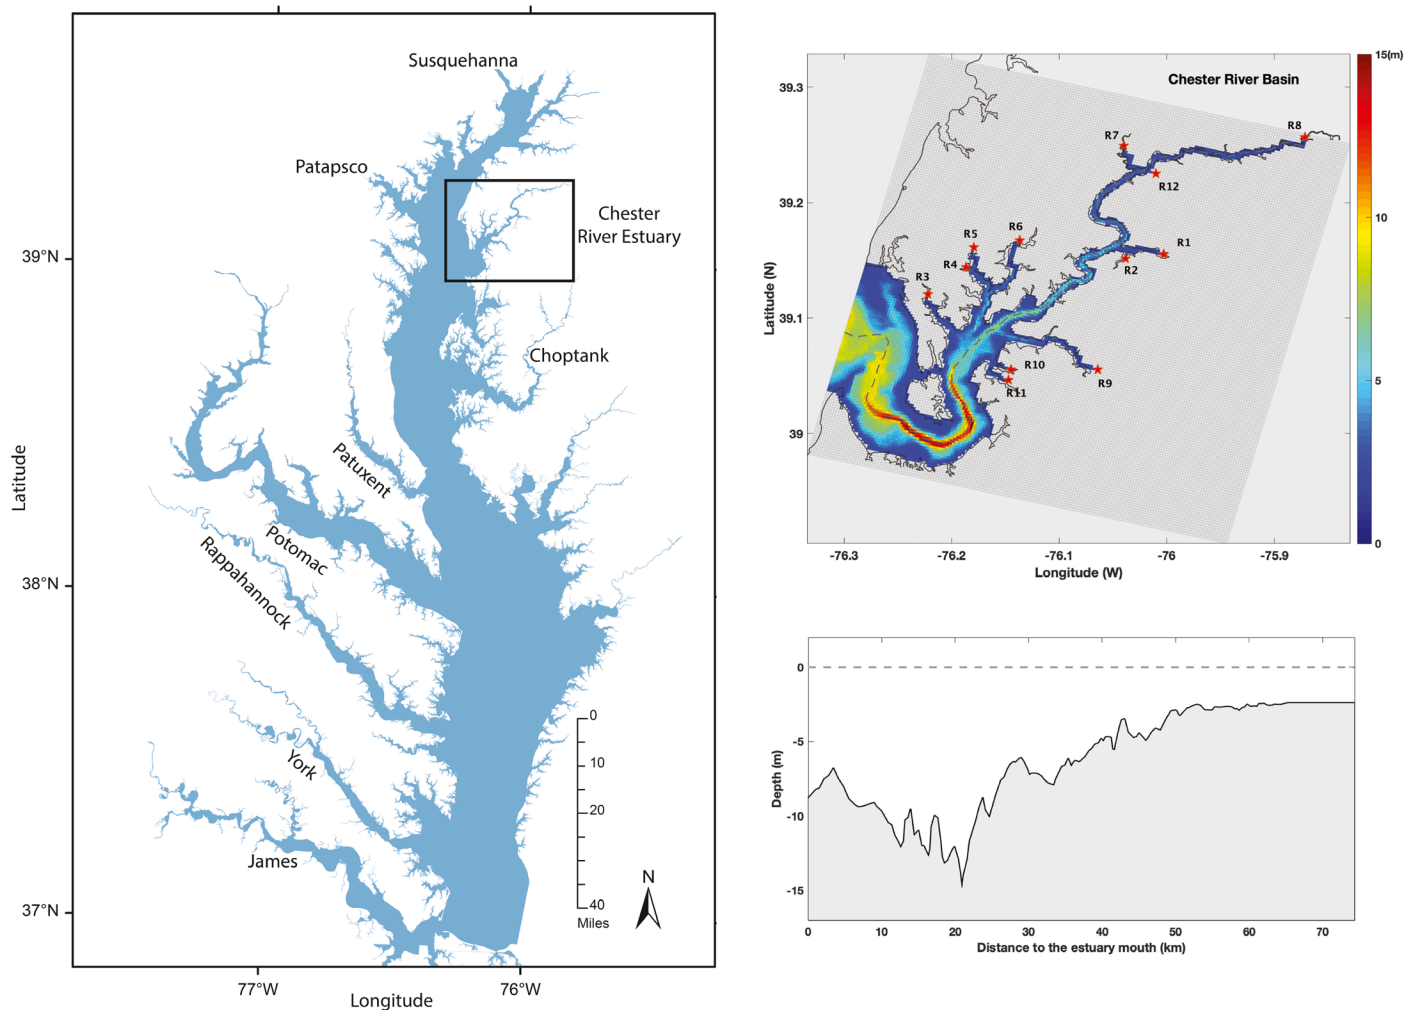 Susquehanna
Patapsco
Chester
River Estuary
39°N
Choptank
Patuxent
Latitude
Potomac
Rappahannock
38°N
York
James
0
10
20
30
40
Miles
N
37°N
77°W
76°W
Longitude
Chester River Basin
15(m)
10
5
0
39.3
39.2
39.1
39
Latitude (N)
R8
R7
R12
R6
R5
R1
R4
R2
R3
R10
R9
R11
-76.3
-76.2
-76.1
-76
-75.9
Longitude (W)
0
-5
-10
-15
Depth (m)
0
10
20
30
40
50
60
70
Distance to the estuary mouth (km)